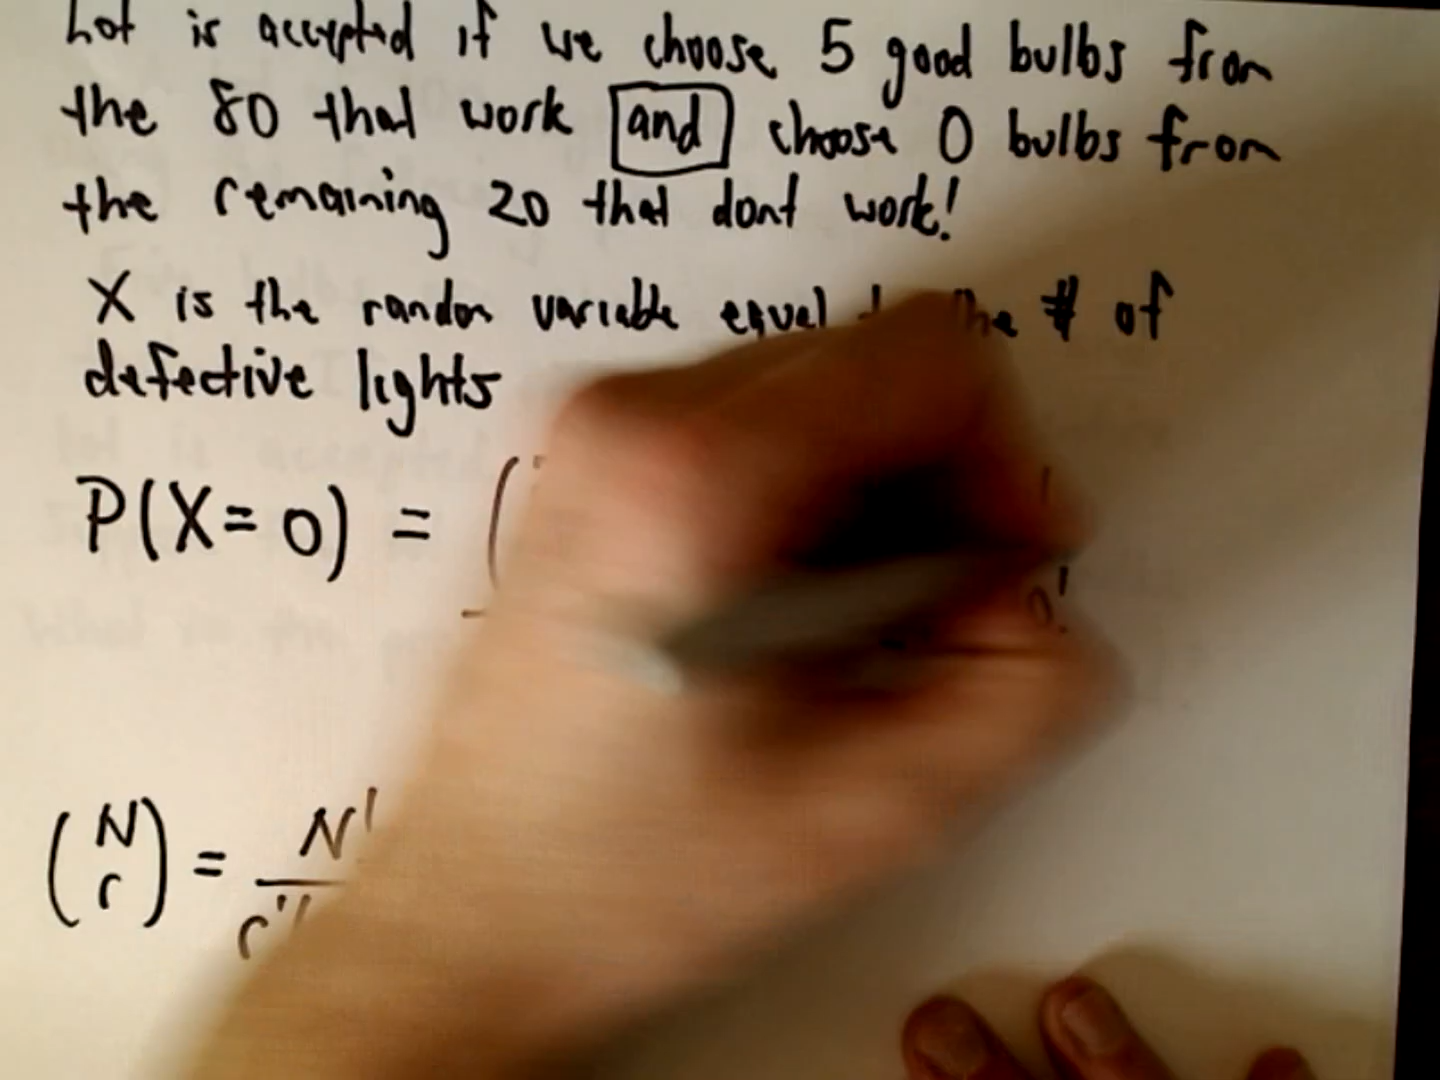 Lot is accepted if we choose 5 good bulbs from
the 80 that work and choose 0 bulbs from
the remaining 20 that dont work!
X is the random variable equal the # of
defective lights
P(X=0) = (
0!
(N r) = N!
r!